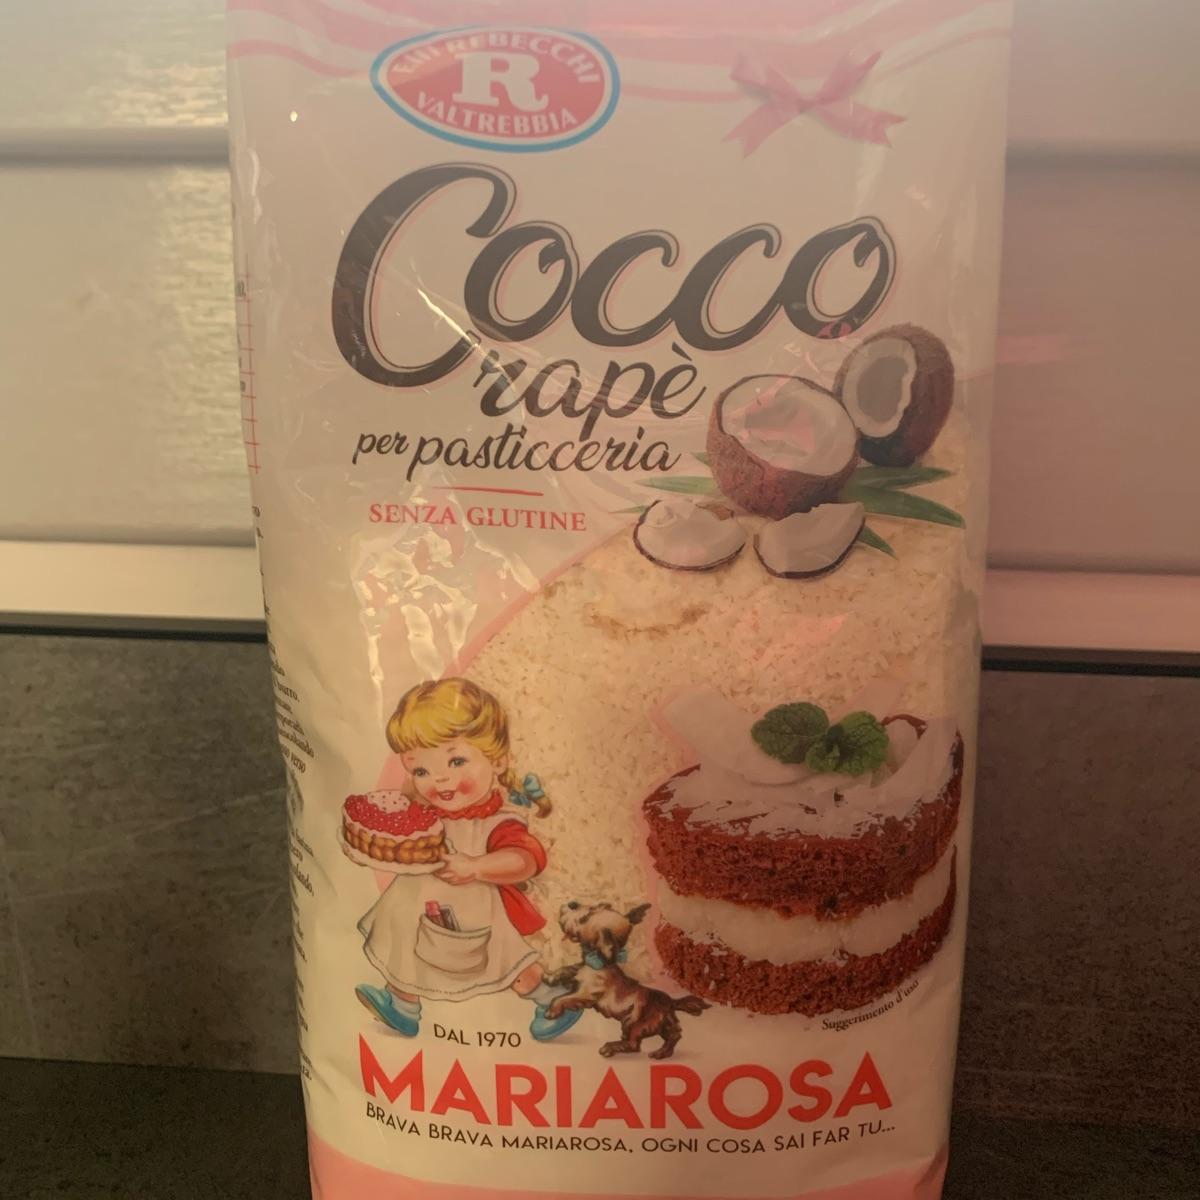 F.LLI REBECCHI
R
VALTREBBIA
Cocco
rapè
per pasticceria
SENZA GLUTINE
Suggerimento d'uso
DAL 1970
MARIAROSA
BRAVA BRAVA MARIAROSA, OGNI COSA SAI FAR TU...